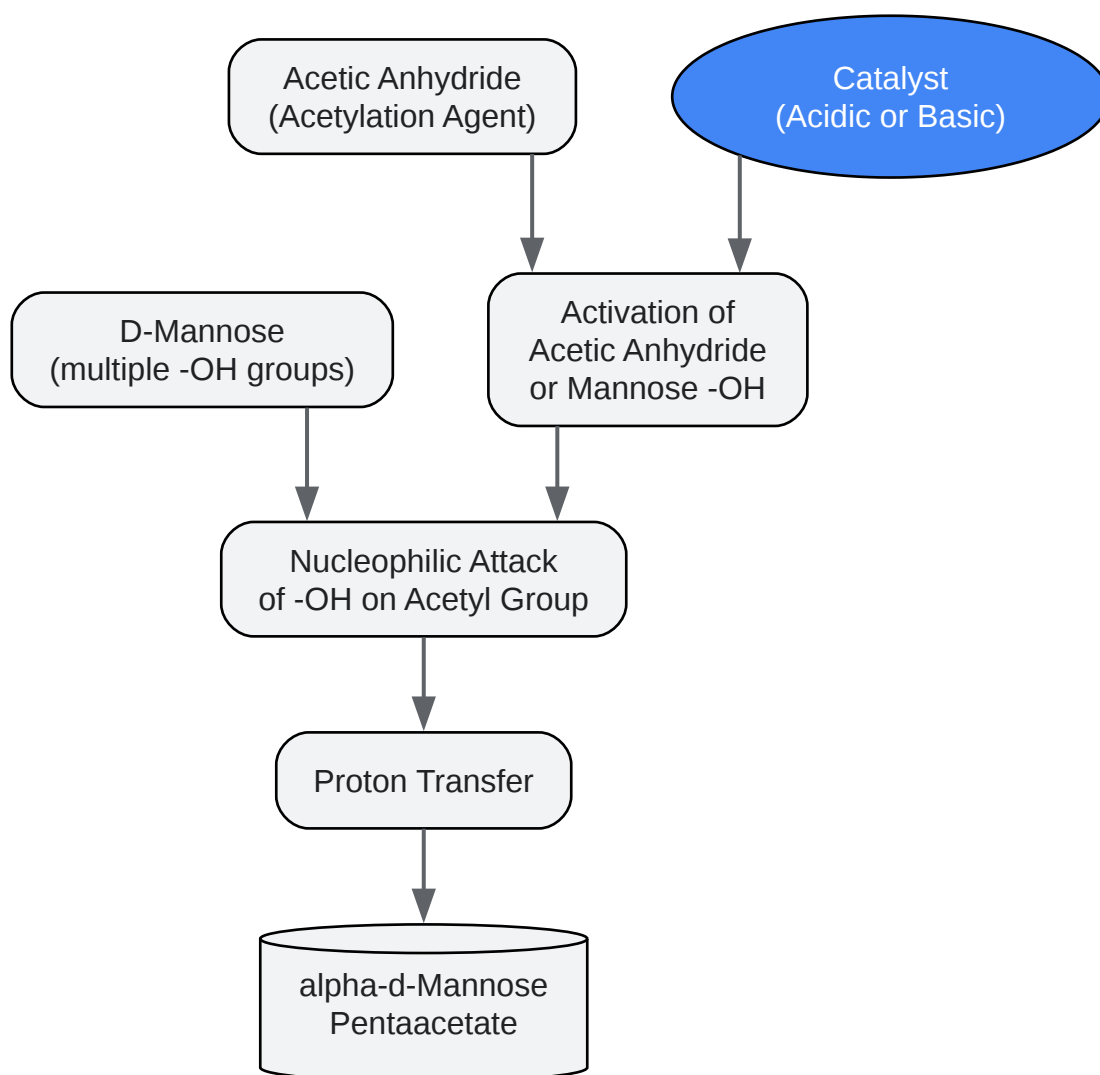 Acetic Anhydride
(Acetylation Agent)
Catalyst
(Acidic or Basic)
D-Mannose
(multiple -OH groups)
Activation of
Acetic Anhydride
or Mannose -OH
Nucleophilic Attack
of -OH on Acetyl Group
Proton Transfer
alpha-d-Mannose
Pentaacetate